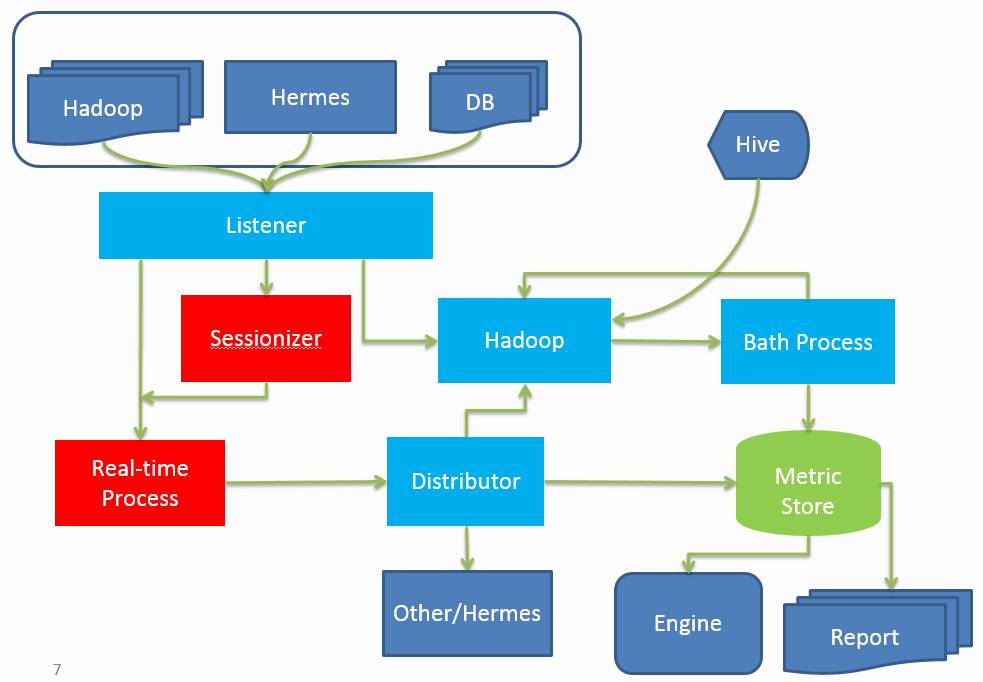 Hadoop
Hermes
DB
Hive
Listener
Sessionizer
Hadoop
Bath Process
Real-time
Process
Distributor
Metric
Store
Other/Hermes
Engine
Report
7